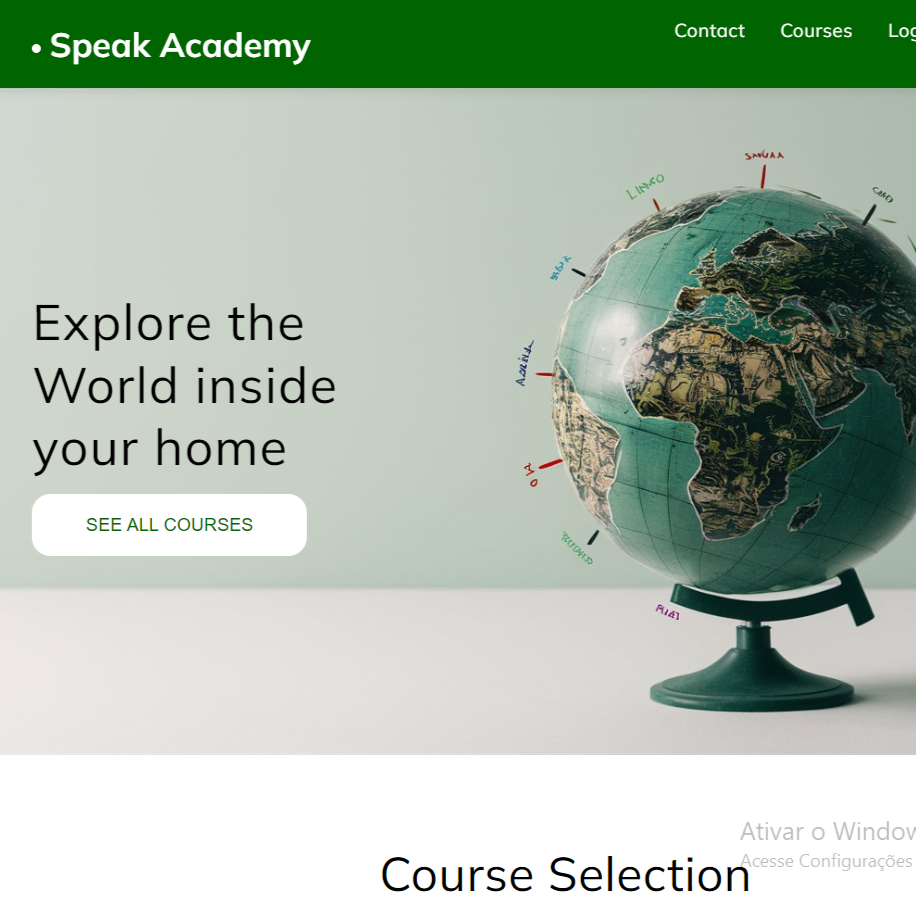 • Speak Academy
Contact Courses Log
Explore the
World inside
your home
SEE ALL COURSES
LINGO
Ativar o Window
Acesse Configurações
Course Selection